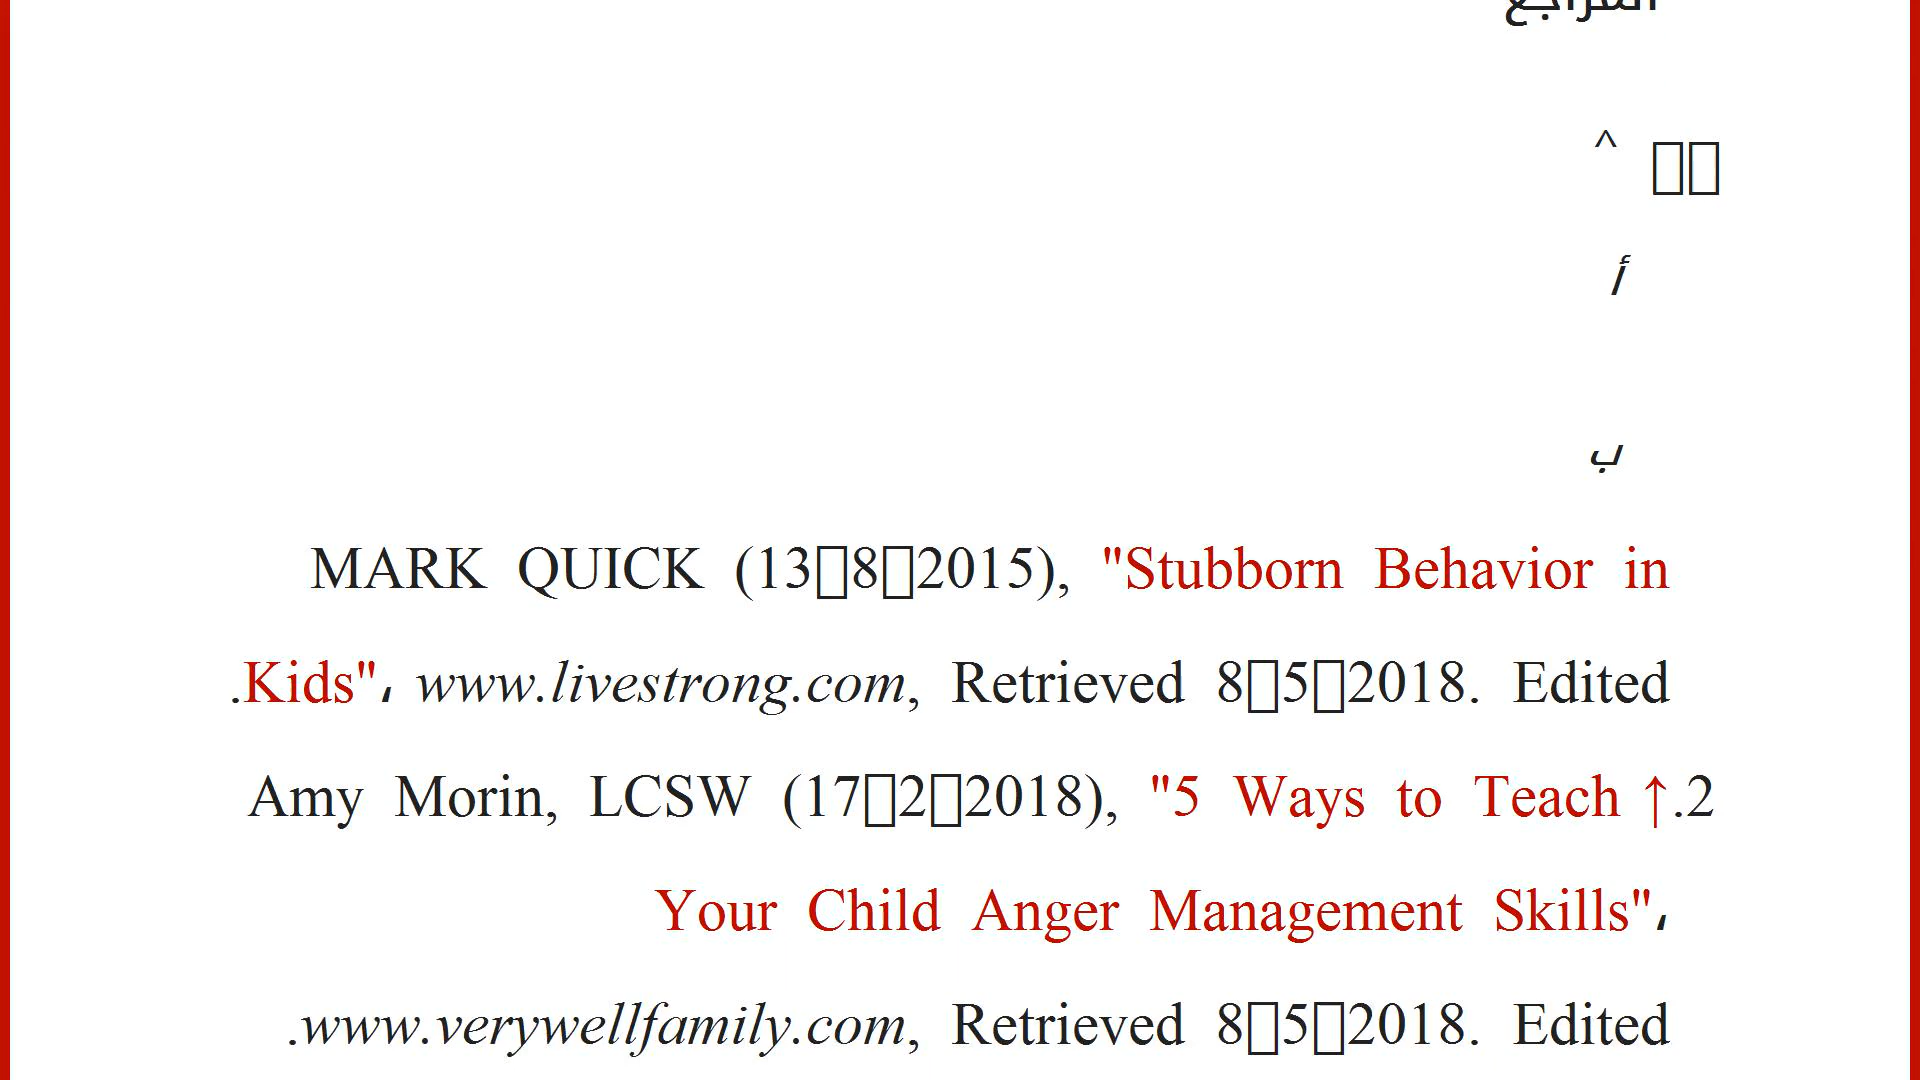 المراجع
^
أ
ب
MARK QUICK (13▯8▯2015), "Stubborn Behavior in
Kids"، www.livestrong.com, Retrieved 8▯5▯2018. Edited.
2.↑ Amy Morin, LCSW (17▯2▯2018), "5 Ways to Teach
Your Child Anger Management Skills"،
www.verywellfamily.com, Retrieved 8▯5▯2018. Edited.